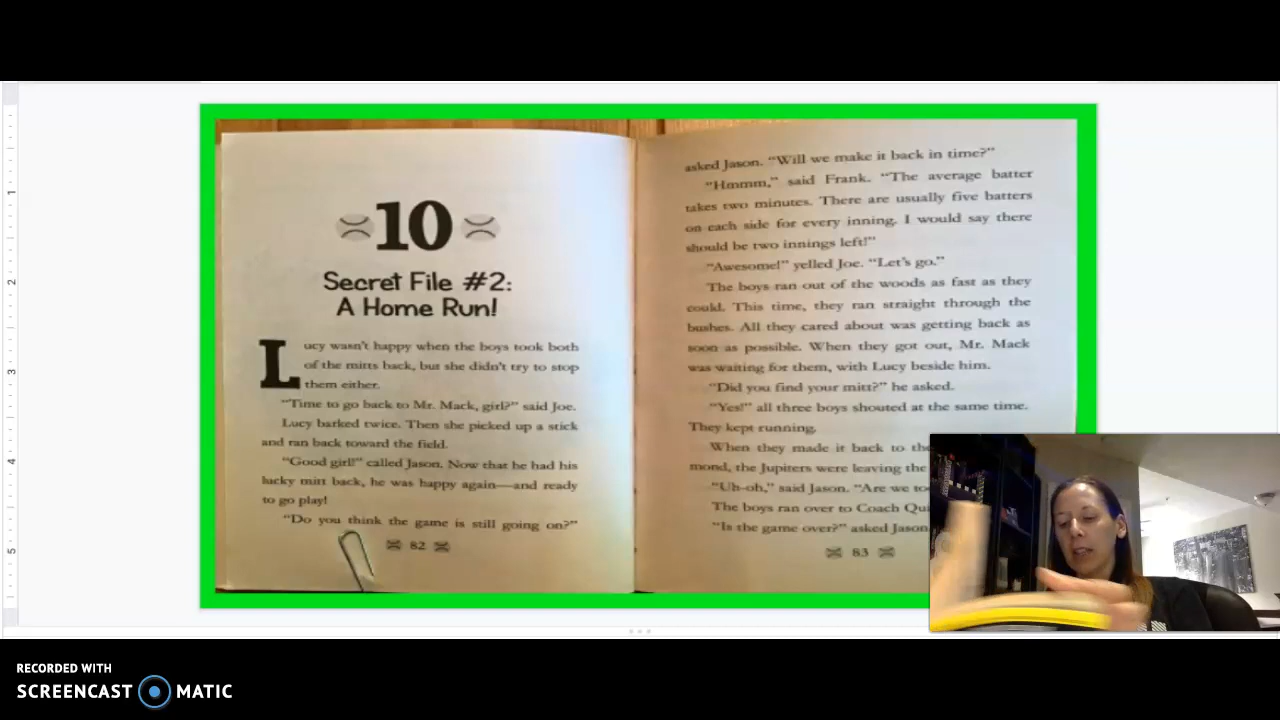 10
Secret File #2:
A Home Run!
Lucy wasn't happy when the boys took both
of the mitts back, but she didn't try to stop
them either.
"Time to go back to Mr. Mack, girl?" said Joe.
Lucy barked twice. Then she picked up a stick
and ran back toward the field.
"Good girl!" called Jason. Now that he had his
lucky mitt back, he was happy again—and ready
to go play!
"Do you think the game is still going on?"
82
asked Jason. "Will we make it back in time?"
"Hmmm," said Frank. "The average batter
takes two minutes. There are usually five batters
on each side for every inning. I would say there
should be two innings left!"
"Awesome!" yelled Joe. "Let's go."
The boys ran out of the woods as fast as they
could. This time, they ran straight through the
bushes. All they cared about was getting back as
soon as possible. When they got out, Mr. Mack
was waiting for them, with Lucy beside him.
"Did you find your mitt?" he asked.
"Yes!" all three boys shouted at the same time.
They kept running.
When they made it back to the
mond, the Jupiters were leaving the
"Uh-oh," said Jason. "Are we to
The boys ran over to Coach Qui
"Is the game over?" asked Jason
83
1
2
3
4
5
RECORDED WITH
SCREENCAST MATIC